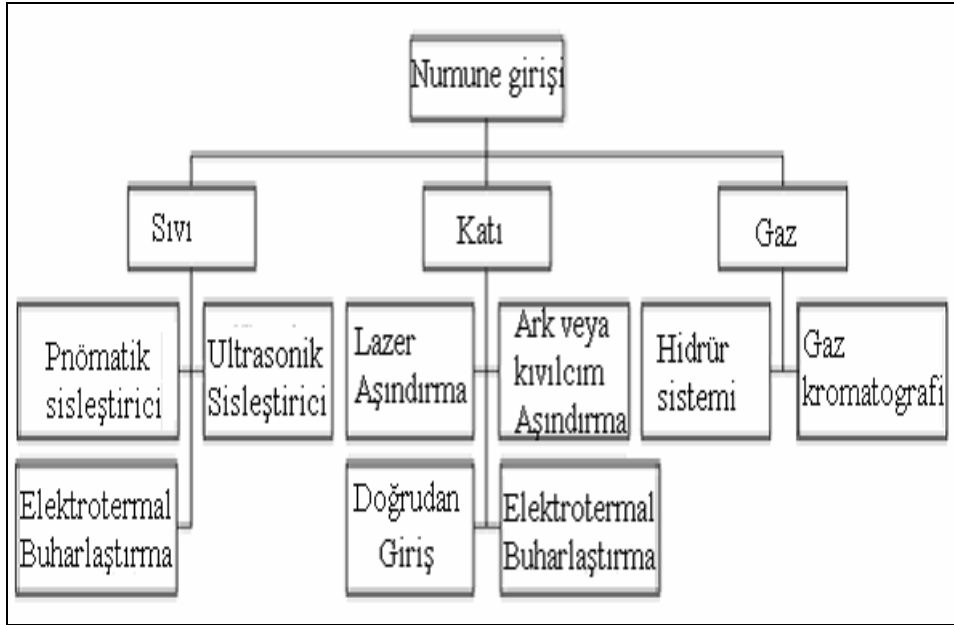 Numune girişi
Sıvı
Katı
Gaz
Pnömatik
sisleştirici
Ultrasonik
Sisleştirici
Lazer
Aşındırma
Ark veya
kıvılcım
Aşındırma
Hidrür
sistemi
Gaz
kromatografi
Elektrotermal
Buharlaştırma
Doğrudan
Giriş
Elektrotermal
Buharlaştırma